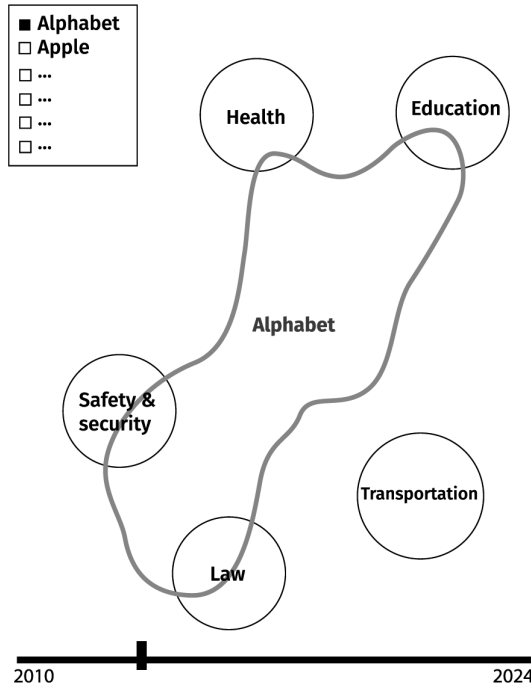 Alphabet
Apple
...
...
...
...
Health
Education
Alphabet
Safety &
security
Transportation
Law
2010
2024